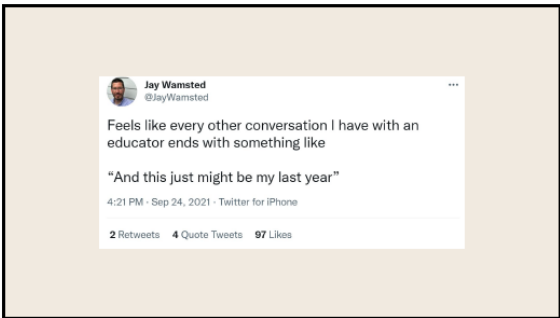 Jay Wamsted
@JayWamsted
Feels like every other conversation I have with an
educator ends with something like
“And this just might be my last year”
4:21 PM · Sep 24, 2021 · Twitter for iPhone
2 Retweets 4 Quote Tweets 97 Likes